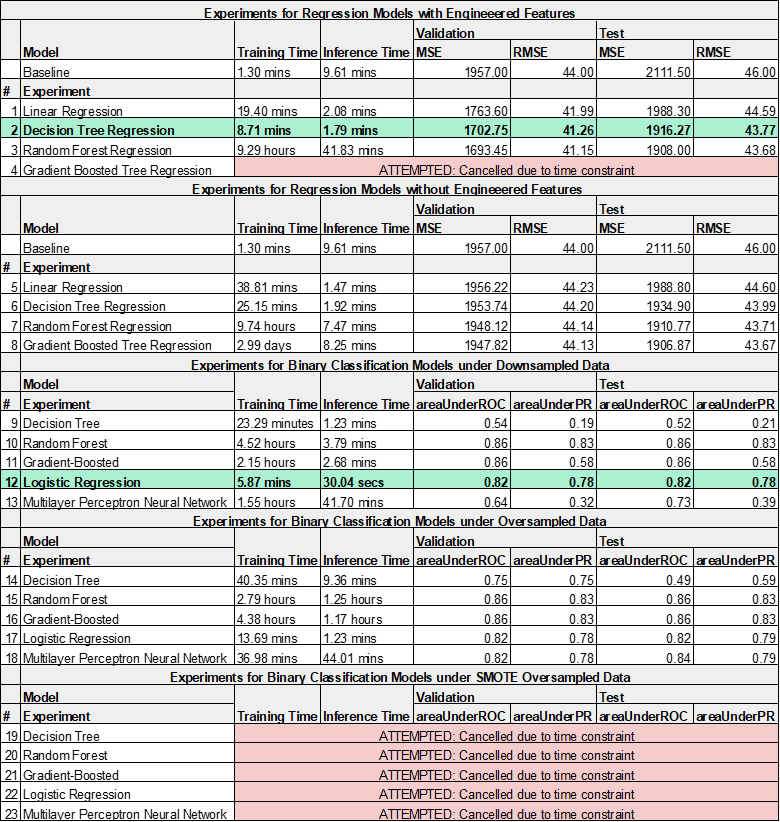 Experiments for Regression Models with Engineeered Features
Validation Test
Model Training Time Inference Time MSE RMSE MSE RMSE
Baseline 1.30 mins 9.61 mins 1957.00 44.00 2111.50 46.00
# Experiment
1 Linear Regression 19.40 mins 2.08 mins 1763.60 41.99 1988.30 44.59
2 Decision Tree Regression 8.71 mins 1.79 mins 1702.75 41.26 1916.27 43.77
3 Random Forest Regression 9.29 hours 41.83 mins 1693.45 41.15 1908.00 43.68
4 Gradient Boosted Tree Regression ATTEMPTED: Cancelled due to time constraint
Experiments for Regression Models without Engineeered Features
Validation Test
Model Training Time Inference Time MSE RMSE MSE RMSE
Baseline 1.30 mins 9.61 mins 1957.00 44.00 2111.50 46.00
# Experiment
5 Linear Regression 38.81 mins 1.47 mins 1956.22 44.23 1988.80 44.60
6 Decision Tree Regression 25.15 mins 1.92 mins 1953.74 44.20 1934.90 43.99
7 Random Forest Regression 9.74 hours 7.47 mins 1948.12 44.14 1910.77 43.71
8 Gradient Boosted Tree Regression 2.99 days 8.25 mins 1947.82 44.13 1906.87 43.67
Experiments for Binary Classification Models under Downsampled Data
Model Validation Test
# Experiment Training Time Inference Time areaUnderROC areaUnderPR areaUnderROC areaUnderPR
9 Decision Tree 23.29 minutes 1.23 mins 0.54 0.19 0.52 0.21
10 Random Forest 4.52 hours 3.79 mins 0.86 0.83 0.86 0.83
11 Gradient-Boosted 2.15 hours 2.68 mins 0.86 0.58 0.86 0.58
12 Logistic Regression 5.87 mins 30.04 secs 0.82 0.78 0.82 0.78
13 Multilayer Perceptron Neural Network 1.55 hours 41.70 mins 0.64 0.32 0.73 0.39
Experiments for Binary Classification Models under Oversampled Data
Validation Test
# Experiment Training Time Inference Time areaUnderROC areaUnderPR areaUnderROC areaUnderPR
14 Decision Tree 40.35 mins 9.36 mins 0.75 0.75 0.49 0.59
15 Random Forest 2.79 hours 1.25 hours 0.86 0.83 0.86 0.83
16 Gradient-Boosted 4.38 hours 1.17 hours 0.86 0.83 0.86 0.83
17 Logistic Regression 13.69 mins 1.23 mins 0.82 0.78 0.82 0.79
18 Multilayer Perceptron Neural Network 36.98 mins 44.01 mins 0.82 0.78 0.84 0.79
Experiments for Binary Classification Models under SMOTE Oversampled Data
Validation Test
# Experiment Training Time Inference Time areaUnderROC areaUnderPR areaUnderROC areaUnderPR
19 Decision Tree ATTEMPTED: Cancelled due to time constraint
20 Random Forest ATTEMPTED: Cancelled due to time constraint
21 Gradient-Boosted ATTEMPTED: Cancelled due to time constraint
22 Logistic Regression ATTEMPTED: Cancelled due to time constraint
23 Multilayer Perceptron Neural Network ATTEMPTED: Cancelled due to time constraint